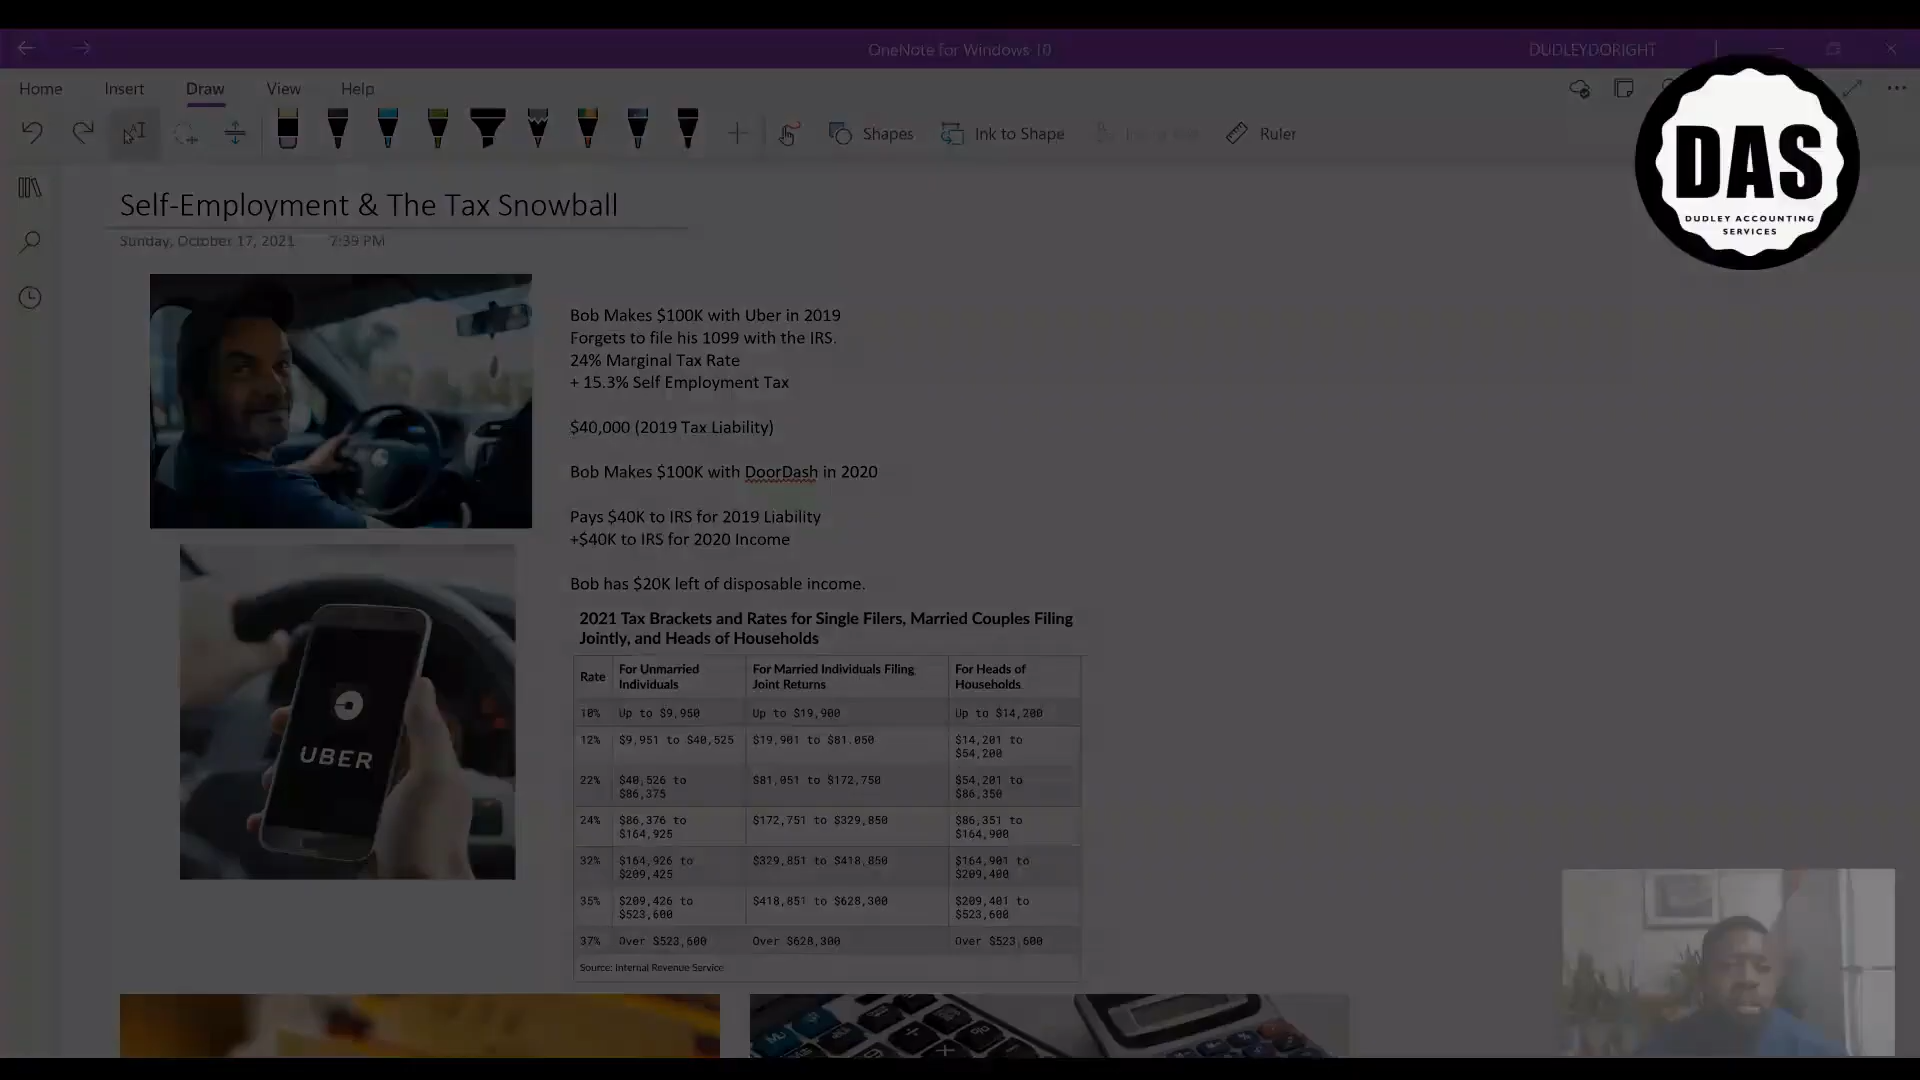 OneNote for Windows 10
DUDLEYDORIGHT
Home Insert Draw View Help
Shapes Ink to Shape Ruler
DAS
DUDLEY ACCOUNTING
SERVICES
Self-Employment & The Tax Snowball
Sunday, October 17, 2021 7:39 PM
Bob Makes $100K with Uber in 2019
Forgets to file his 1099 with the IRS.
24% Marginal Tax Rate
+ 15.3% Self Employment Tax
$40,000 (2019 Tax Liability)
Bob Makes $100K with DoorDash in 2020
Pays $40K to IRS for 2019 Liability
+$40K to IRS for 2020 Income
Bob has $20K left of disposable income.
UBER
2021 Tax Brackets and Rates for Single Filers, Married Couples Filing
Jointly, and Heads of Households
Rate For Unmarried Individuals For Married Individuals Filing Joint Returns For Heads of Households
10% Up to $9,950 Up to $19,900 Up to $14,200
12% $9,951 to $40,525 $19,901 to $81.050 $14,201 to $54,200
22% $40,526 to $86,375 $81,051 to $172,750 $54,201 to $86,350
24% $86,376 to $164,925 $172,751 to $329,850 $86,351 to $164,900
32% $164,926 to $209,425 $329,851 to $418,850 $164,901 to $209,400
35% $209,426 to $523,600 $418,851 to $628,300 $209,401 to $523,600
37% Over $523,600 Over $628,300 Over $523,600
Source: Internal Revenue Service